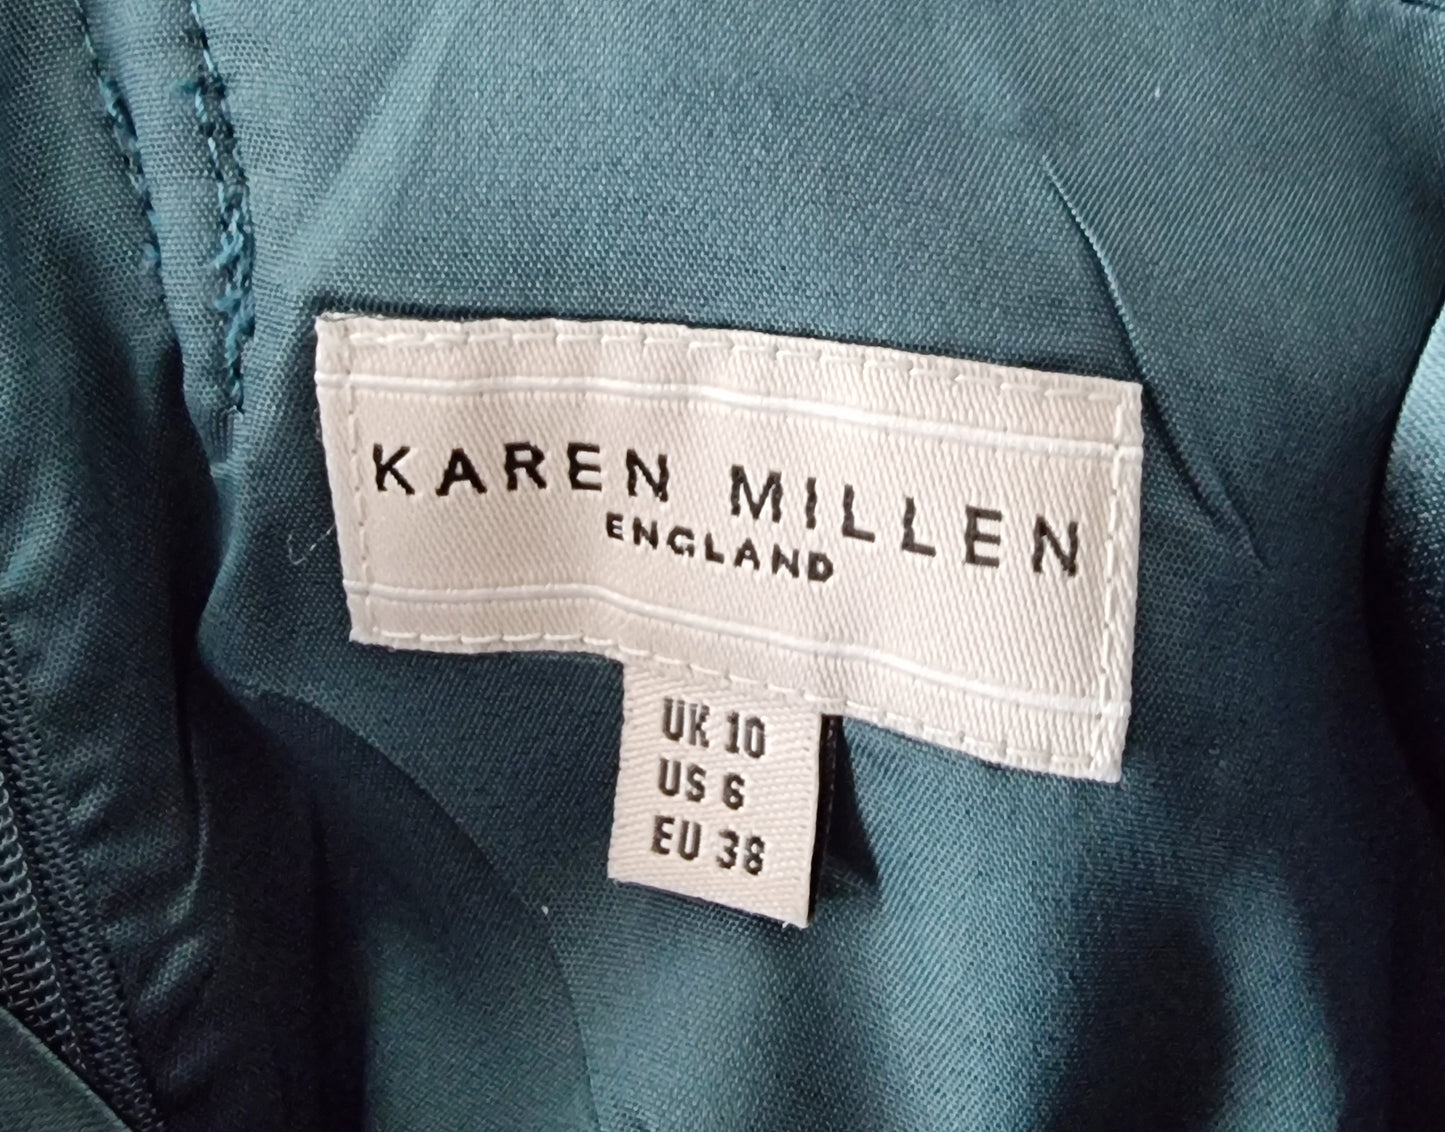 KAREN MILLEN
ENGLAND
UK 10
US 6
EU 38